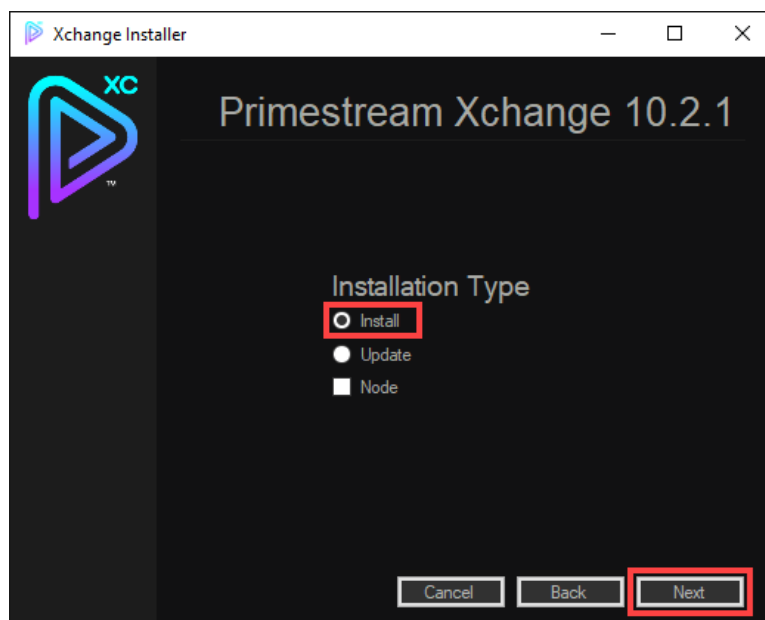 Xchange Installer
XC
TM
Primestream Xchange 10.2.1
Installation Type
Install
Update
Node
Cancel Back Next